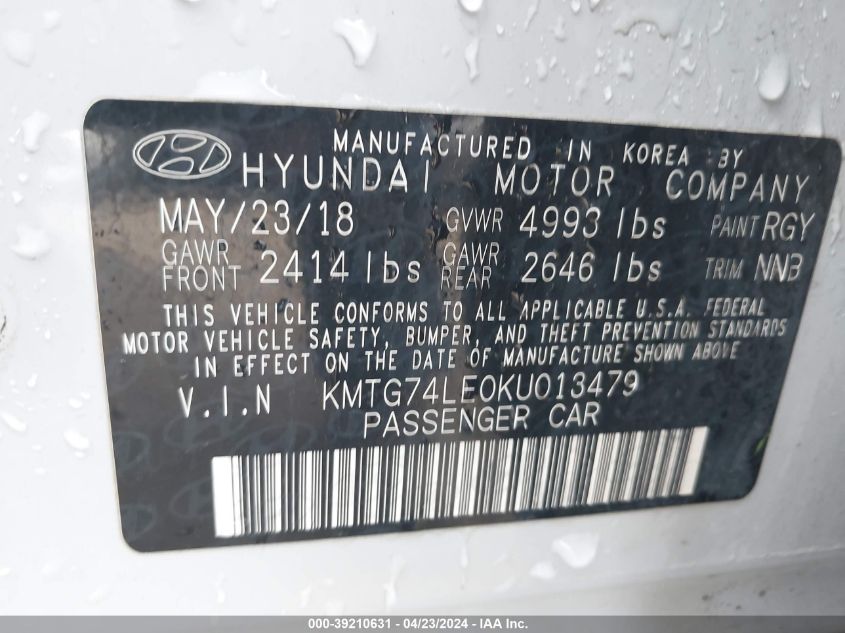 MANUFACTURED IN KOREA BY
HYUNDAI MOTOR COMPANY
MAY/23/18 GVWR 4993 lbs PAINT RGY
GAWR FRONT 2414 lbs GAWR REAR 2646 lbs TRIM NNB
THIS VEHICLE CONFORMS TO ALL APPLICABLE U.S.A. FEDERAL
MOTOR VEHICLE SAFETY, BUMPER, AND THEFT PREVENTION STANDARDS
IN EFFECT ON THE DATE OF MANUFACTURE SHOWN ABOVE
V.I.N KMTG74LE0KU013479
PASSENGER CAR
000-39210631 - 04/23/2024 - IAA Inc.